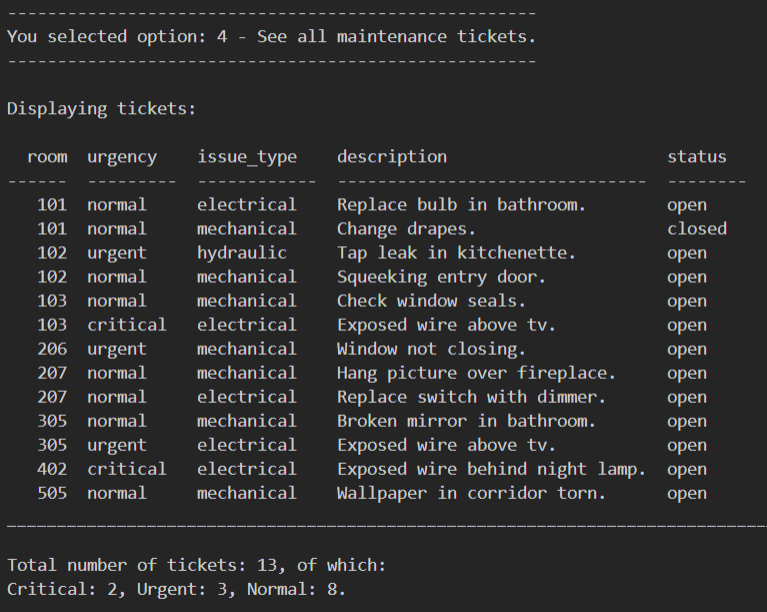 -----------------------------------------------------
You selected option: 4 - See all maintenance tickets.
-----------------------------------------------------
Displaying tickets:
room urgency issue_type description status
------ --------- ------------ ------------------------------- --------
101 normal electrical Replace bulb in bathroom. open
101 normal mechanical Change drapes. closed
102 urgent hydraulic Tap leak in kitchenette. open
102 normal mechanical Squeeking entry door. open
103 normal mechanical Check window seals. open
103 critical electrical Exposed wire above tv. open
206 urgent mechanical Window not closing. open
207 normal mechanical Hang picture over fireplace. open
207 normal electrical Replace switch with dimmer. open
305 normal mechanical Broken mirror in bathroom. open
305 urgent electrical Exposed wire above tv. open
402 critical electrical Exposed wire behind night lamp. open
505 normal mechanical Wallpaper in corridor torn. open
____________________________________________________________________________
Total number of tickets: 13, of which:
Critical: 2, Urgent: 3, Normal: 8.